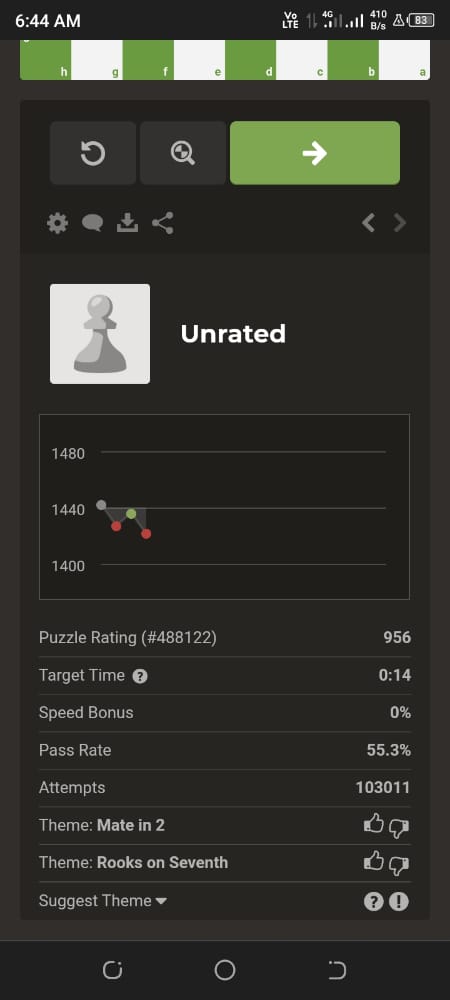 6:44 AM Vo LTE 4G 410 B/s 83
h g f e d c b a
Unrated
1480
1440
1400
Puzzle Rating (#488122) 956
Target Time ? 0:14
Speed Bonus 0%
Pass Rate 55.3%
Attempts 103011
Theme: Mate in 2
Theme: Rooks on Seventh
Suggest Theme ? !